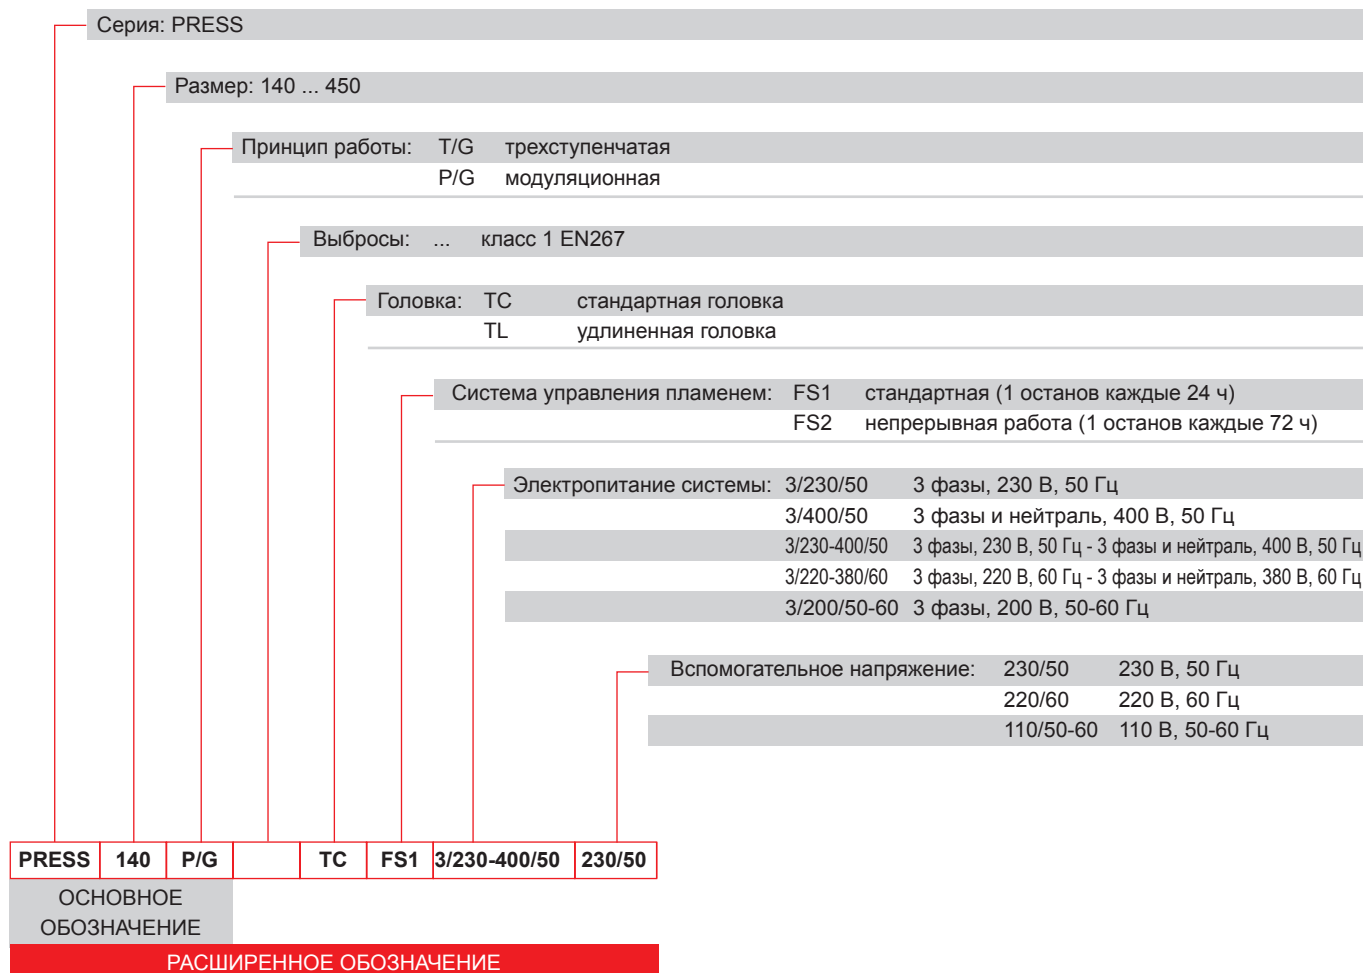 Серия: PRESS
Размер: 140 ... 450
Принцип работы: T/G трехступенчатая
P/G модуляционная
Выбросы: ... класс 1 EN267
Головка: TC стандартная головка
TL удлиненная головка
Система управления пламенем: FS1 стандартная (1 останов каждые 24 ч)
FS2 непрерывная работа (1 останов каждые 72 ч)
Электропитание системы: 3/230/50 3 фазы, 230 В, 50 Гц
3/400/50 3 фазы и нейтраль, 400 В, 50 Гц
3/230-400/50 3 фазы, 230 В, 50 Гц - 3 фазы и нейтраль, 400 В, 50 Гц
3/220-380/60 3 фазы, 220 В, 60 Гц - 3 фазы и нейтраль, 380 В, 60 Гц
3/200/50-60 3 фазы, 200 В, 50-60 Гц
Вспомогательное напряжение: 230/50 230 В, 50 Гц
220/60 220 В, 60 Гц
110/50-60 110 В, 50-60 Гц
PRESS 140 P/G TC FS1 3/230-400/50 230/50
ОСНОВНОЕ
ОБОЗНАЧЕНИЕ
РАСШИРЕННОЕ ОБОЗНАЧЕНИЕ